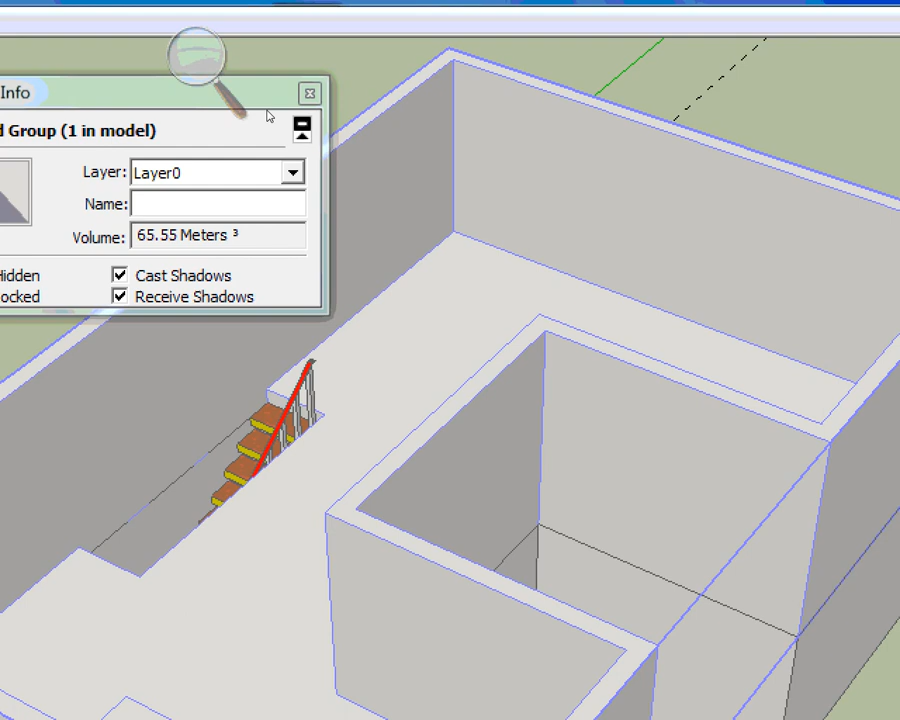 Info
d Group (1 in model)
Layer: Layer0
Name:
Volume: 65.55 Meters ³
Hidden Cast Shadows
ocked Receive Shadows